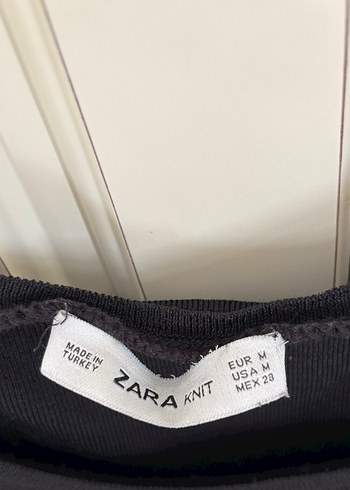 MADE IN
TURKEY
ZARA KNIT
EUR M
USA M
MEX 28